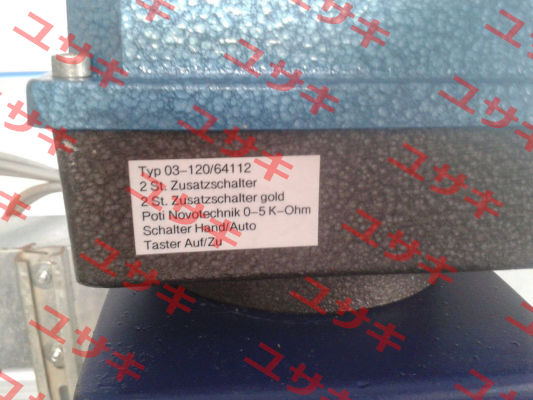 Typ 03-120/64112
2 St. Zusatzschalter
2 St. Zusatzschalter gold
Poti Novotechnik 0-5 K-Ohm
Schalter Hand/Auto
Taster Auf/Zu
ユサキ